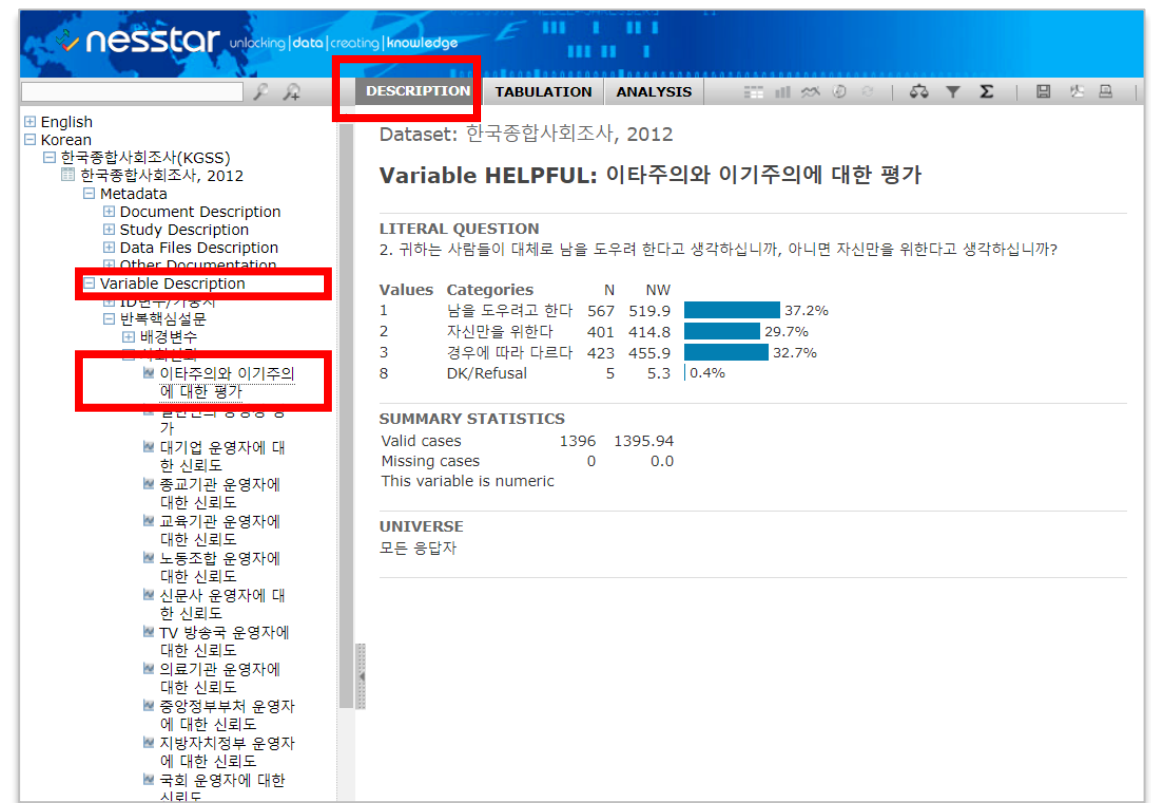 nesstar unlocking|data|creating|knowledge
DESCRIPTION TABULATION ANALYSIS
English
Korean
한국종합사회조사(KGSS)
한국종합사회조사, 2012
Metadata
Document Description
Study Description
Data Files Description
Other Documentation
Variable Description
ID변수/가중치
반복핵심설문
배경변수
사회신뢰
이타주의와 이기주의
에 대한 평가
가
대기업 운영자에 대
한 신뢰도
종교기관 운영자에
대한 신뢰도
교육기관 운영자에
대한 신뢰도
노동조합 운영자에
대한 신뢰도
신문사 운영자에 대
한 신뢰도
TV 방송국 운영자에
대한 신뢰도
의료기관 운영자에
대한 신뢰도
중앙정부부처 운영자
에 대한 신뢰도
지방자치정부 운영자
에 대한 신뢰도
국회 운영자에 대한
신뢰도
Dataset: 한국종합사회조사, 2012
Variable HELPFUL: 이타주의와 이기주의에 대한 평가
LITERAL QUESTION
2. 귀하는 사람들이 대체로 남을 도우려 한다고 생각하십니까, 아니면 자신만을 위한다고 생각하십니까?
Values Categories N NW
1 남을 도우려고 한다 567 519.9 37.2%
2 자신만을 위한다 401 414.8 29.7%
3 경우에 따라 다르다 423 455.9 32.7%
8 DK/Refusal 5 5.3 0.4%
SUMMARY STATISTICS
Valid cases 1396 1395.94
Missing cases 0 0.0
This variable is numeric
UNIVERSE
모든 응답자